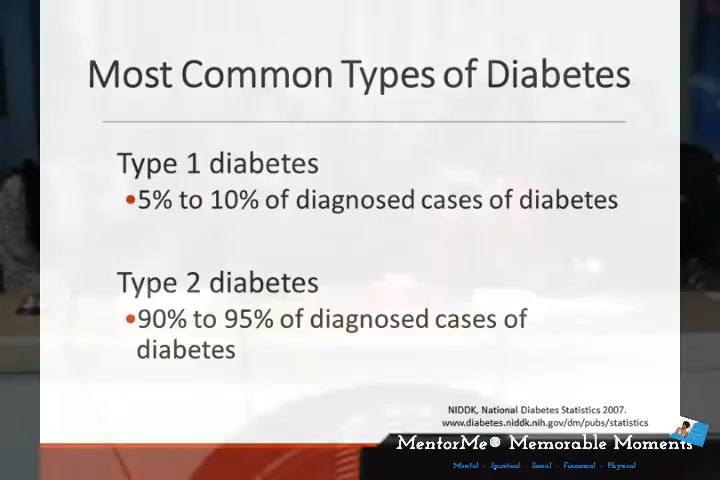 Most Common Types of Diabetes
Type 1 diabetes
•5% to 10% of diagnosed cases of diabetes
Type 2 diabetes
•90% to 95% of diagnosed cases of
diabetes
NIDDK, National Diabetes Statistics 2007.
www.diabetes.niddk.nih.gov/dm/pubs/statistics
MentorMe® Memorable Moments
Mental - Spiritual - Social - Financial - Physical